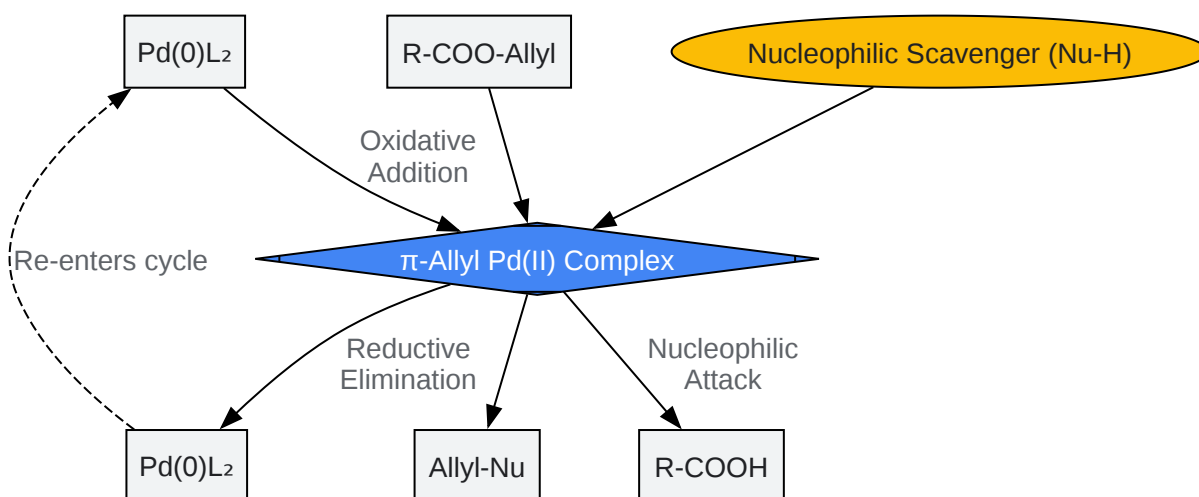 Pd(0)L₂
R-COO-Allyl
Nucleophilic Scavenger (Nu-H)
Oxidative
Addition
Re-enters cycle
π-Allyl Pd(II) Complex
Reductive
Elimination
Nucleophilic
Attack
Pd(0)L₂
Allyl-Nu
R-COOH